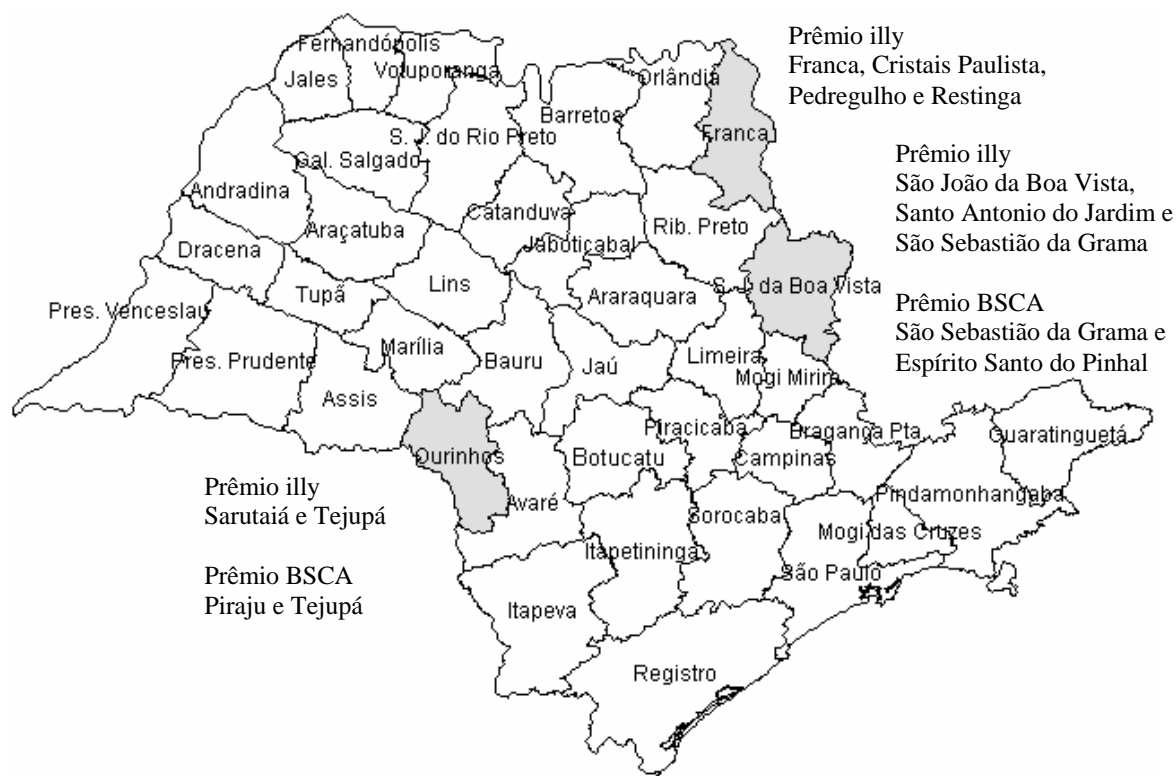 Prêmio illy
Franca, Cristais Paulista,
Pedregulho e Restinga
Prêmio illy
São João da Boa Vista,
Santo Antonio do Jardim e
São Sebastião da Grama
Prêmio BSCA
São Sebastião da Grama e
Espírito Santo do Pinhal
Prêmio illy
Sarutaiá e Tejupá
Prêmio BSCA
Piraju e Tejupá
Fernandópolis
Votuporanga
Jales
Orlândia
Barretos
Franca
S. J. do Rio Preto
Gal. Salgado
Andradina
Catanduva
Rib. Preto
Araçatuba
Jaboticabal
Dracena
Lins
Araraquara
S. J. da Boa Vista
Tupã
Pres. Venceslau
Marília
Pres. Prudente
Bauru
Jaú
Limeira
Mogi Mirim
Assis
Piracicaba
Bragança Pta.
Guaratinguetá
Ourinhos
Botucatu
Campinas
Avaré
Pindamonhangaba
Sorocaba
Mogi das Cruzes
Itapetininga
São Paulo
Itapeva
Registro